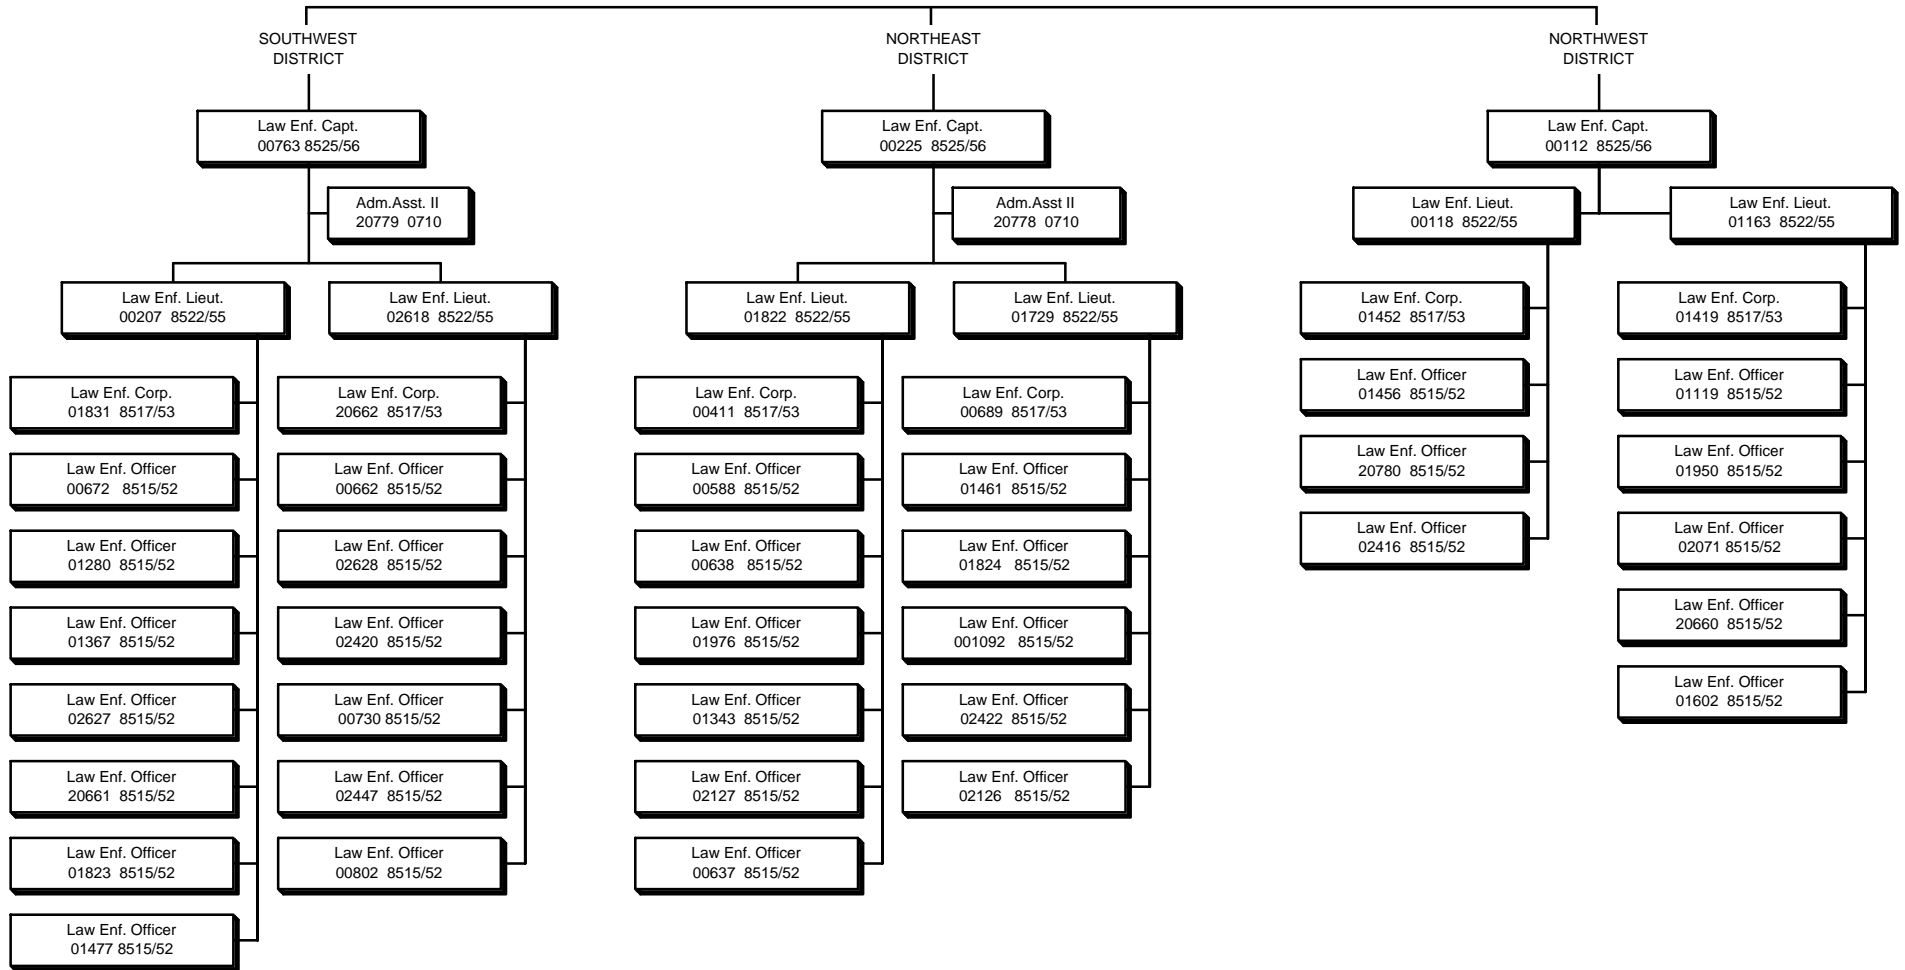 SOUTHWEST
DISTRICT
Law Enf. Capt.
00763 8525/56
Adm.Asst. II
20779 0710
Law Enf. Lieut.
00207 8522/55
Law Enf. Corp.
01831 8517/53
Law Enf. Officer
00672 8515/52
Law Enf. Officer
01280 8515/52
Law Enf. Officer
01367 8515/52
Law Enf. Officer
02627 8515/52
Law Enf. Officer
20661 8515/52
Law Enf. Officer
01823 8515/52
Law Enf. Officer
01477 8515/52
Law Enf. Lieut.
02618 8522/55
Law Enf. Corp.
20662 8517/53
Law Enf. Officer
00662 8515/52
Law Enf. Officer
02628 8515/52
Law Enf. Officer
02420 8515/52
Law Enf. Officer
00730 8515/52
Law Enf. Officer
02447 8515/52
Law Enf. Officer
00802 8515/52
NORTHEAST
DISTRICT
Law Enf. Capt.
00225 8525/56
Adm.Asst II
20778 0710
Law Enf. Lieut.
01822 8522/55
Law Enf. Corp.
00411 8517/53
Law Enf. Officer
00588 8515/52
Law Enf. Officer
00638 8515/52
Law Enf. Officer
01976 8515/52
Law Enf. Officer
01343 8515/52
Law Enf. Officer
02127 8515/52
Law Enf. Officer
00637 8515/52
Law Enf. Lieut.
01729 8522/55
Law Enf. Corp.
00689 8517/53
Law Enf. Officer
01461 8515/52
Law Enf. Officer
01824 8515/52
Law Enf. Officer
001092 8515/52
Law Enf. Officer
02422 8515/52
Law Enf. Officer
02126 8515/52
NORTHWEST
DISTRICT
Law Enf. Capt.
00112 8525/56
Law Enf. Lieut.
00118 8522/55
Law Enf. Corp.
01452 8517/53
Law Enf. Officer
01456 8515/52
Law Enf. Officer
20780 8515/52
Law Enf. Officer
02416 8515/52
Law Enf. Lieut.
01163 8522/55
Law Enf. Corp.
01419 8517/53
Law Enf. Officer
01119 8515/52
Law Enf. Officer
01950 8515/52
Law Enf. Officer
02071 8515/52
Law Enf. Officer
20660 8515/52
Law Enf. Officer
01602 8515/52